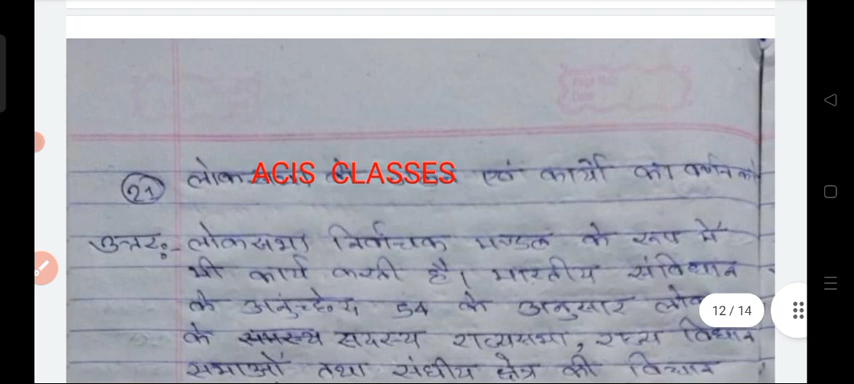 ACIS CLASSES
(21) लोकसभा के एवं कार्यों का वर्णन करे
उत्तरः- लोकसभा निर्वाचक मण्डल के रूप में
भी कार्य करती है। भारतीय संविधान
के अनुच्छेद 54 के अनुसार
12 / 14
के समस्थ सदस्य राज्यसभा, राज्य विधान
सभाओं तथा संघीय क्षेत्र की विधान